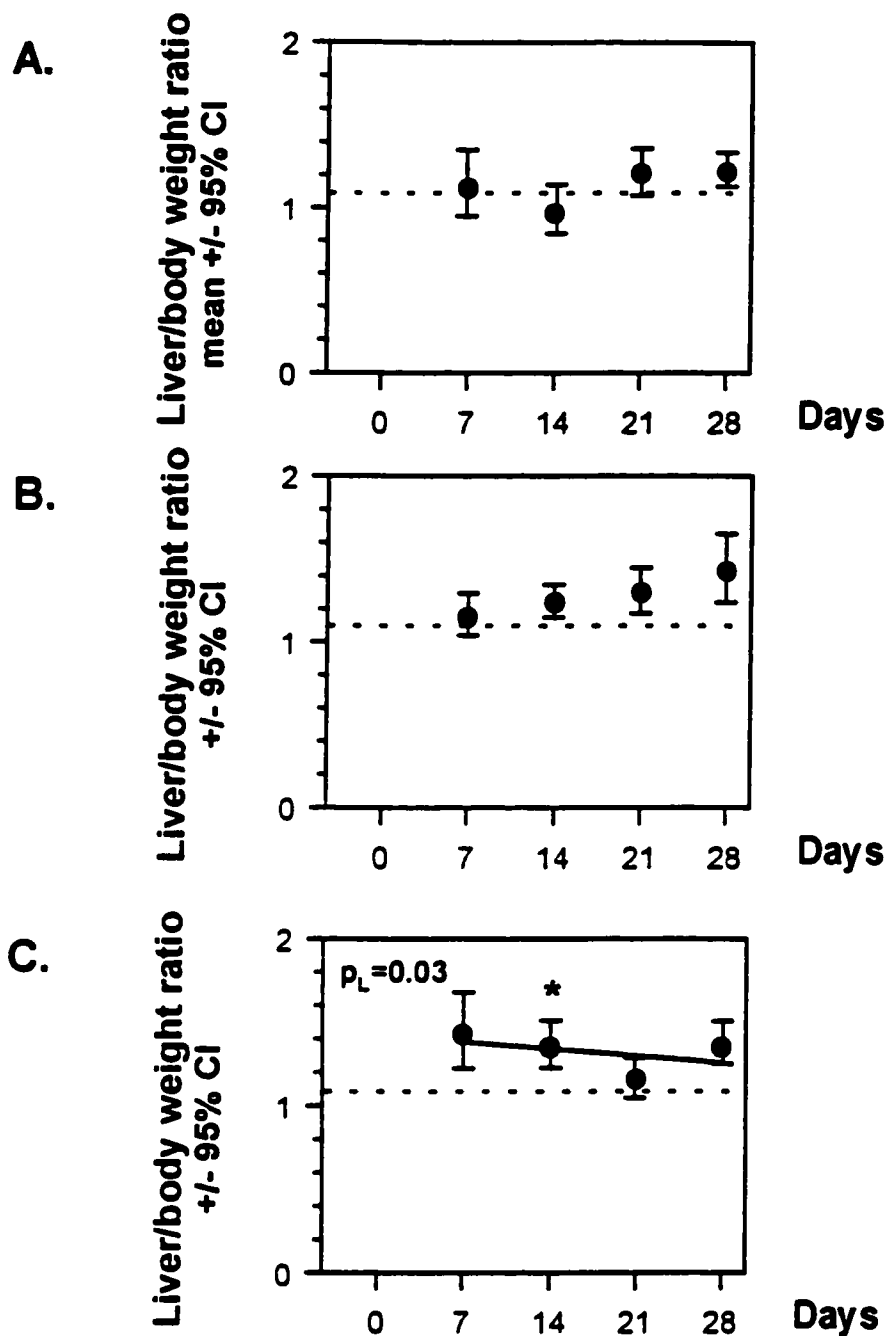 A.
Liver/body weight ratio
mean +/- 95% CI
2
1
0
0 7 14 21 28 Days
B.
Liver/body weight ratio
+/- 95% CI
2
1
0
0 7 14 21 28 Days
C.
Liver/body weight ratio
+/- 95% CI
2
1
0
pL=0.03
*
0 7 14 21 28 Days